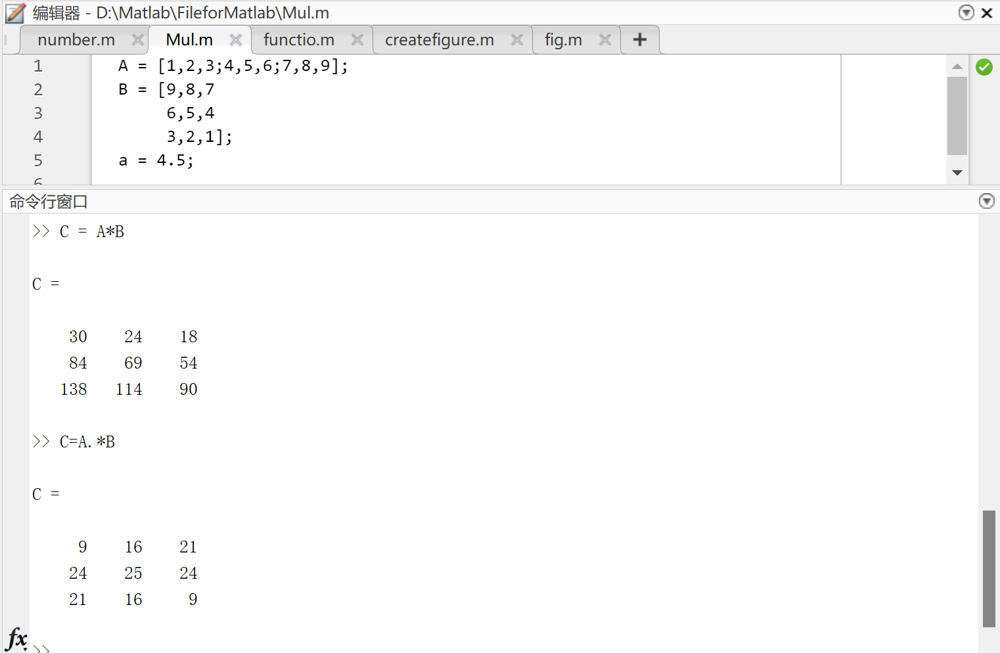 编辑器 - D:\Matlab\FileforMatlab\Mul.m
number.m Mul.m functio.m createfigure.m fig.m +
1 A = [1,2,3;4,5,6;7,8,9];
2 B = [9,8,7
3 6,5,4
4 3,2,1];
5 a = 4.5;
6
命令行窗口
>> C = A*B
C =
30 24 18
84 69 54
138 114 90
>> C=A.*B
C =
9 16 21
24 25 24
21 16 9
fx >>